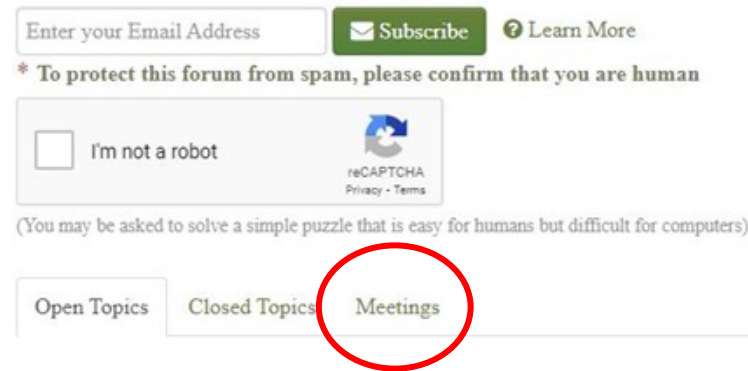 Enter your Email Address Subscribe ? Learn More
* To protect this forum from spam, please confirm that you are human
I'm not a robot
reCAPTCHA
Privacy - Terms
(You may be asked to solve a simple puzzle that is easy for humans but difficult for computers)
Open Topics Closed Topics Meetings